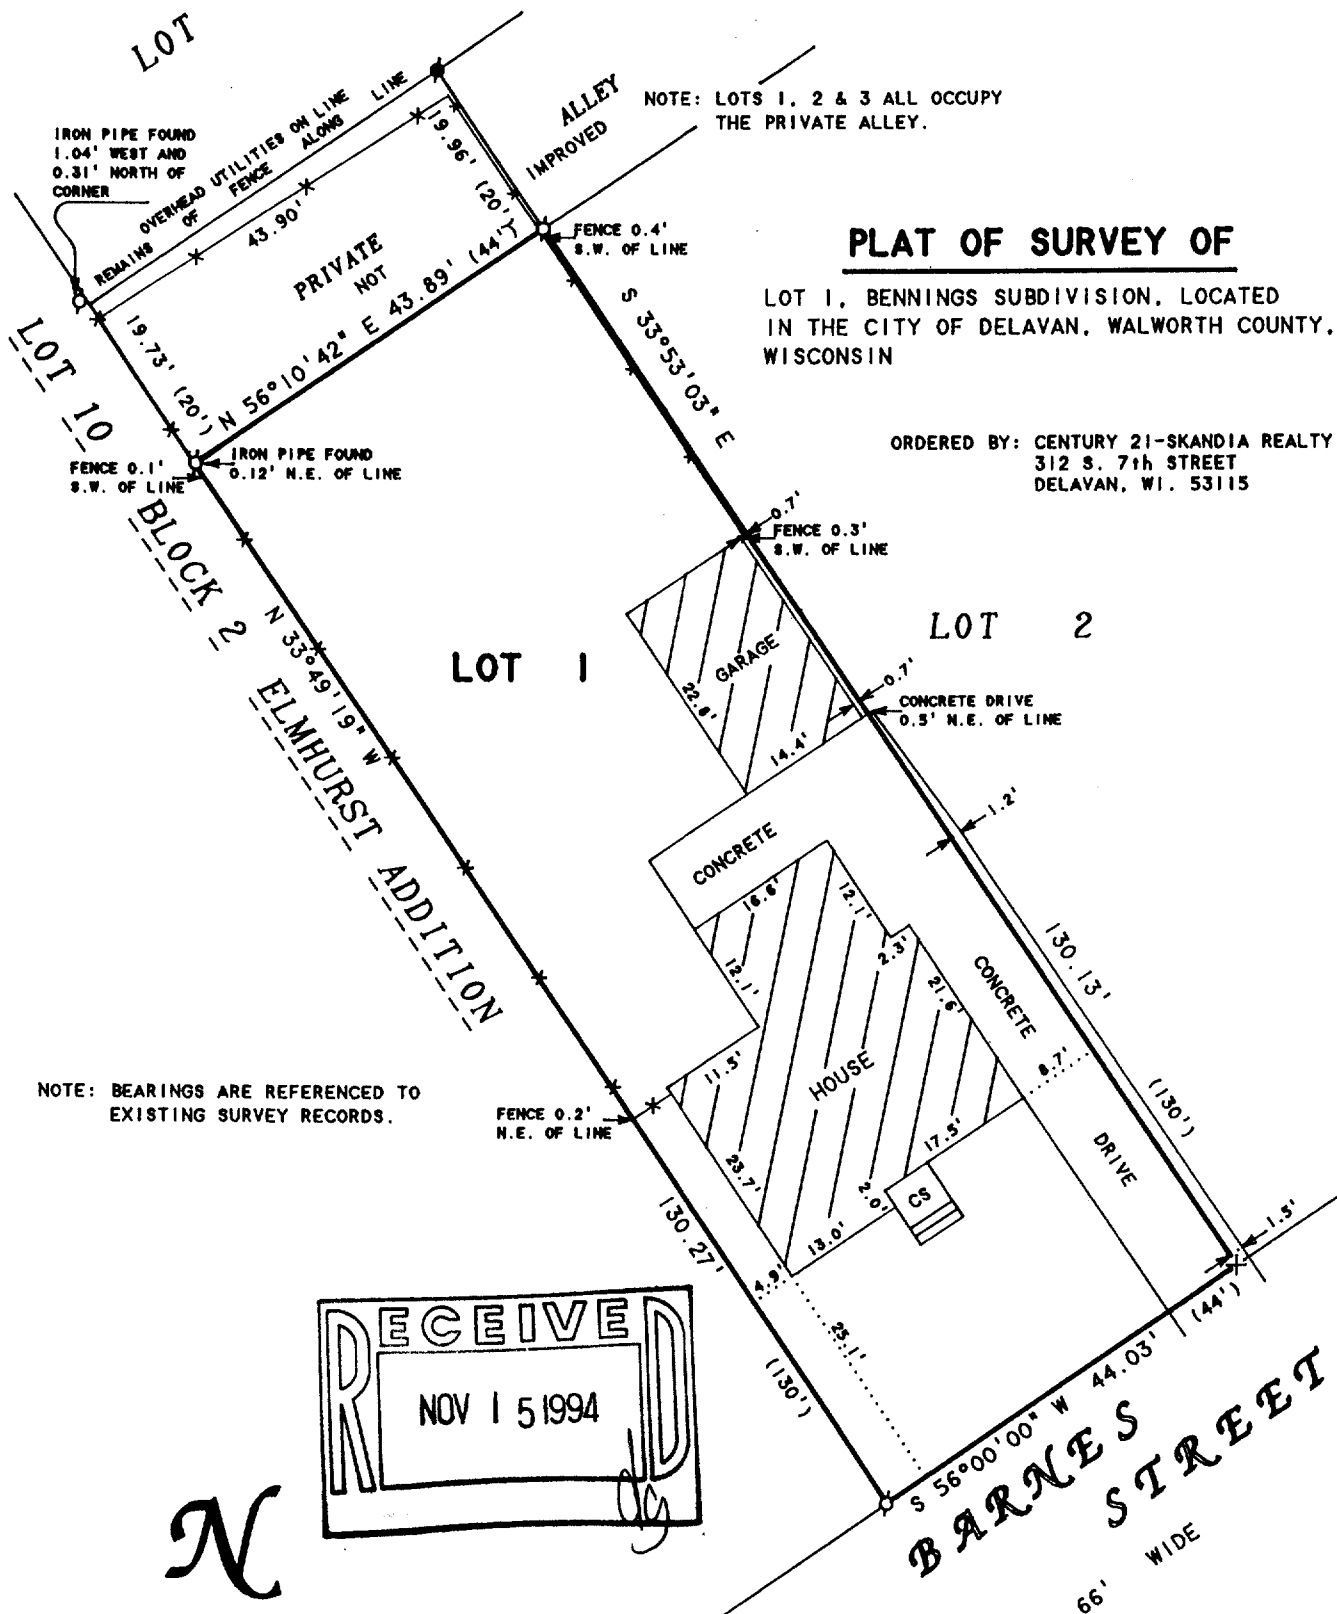 LOT
ALLEY
IMPROVED
NOTE: LOTS 1, 2 & 3 ALL OCCUPY
THE PRIVATE ALLEY.
IRON PIPE FOUND
1.04' WEST AND
0.31' NORTH OF
CORNER
OVERHEAD UTILITIES ON LINE LINE
REMAINS OF FENCE ALONG
43.90'
19.96' (20')
PRIVATE
NOT
FENCE 0.4'
S.W. OF LINE
PLAT OF SURVEY OF
LOT 1, BENNINGS SUBDIVISION, LOCATED
IN THE CITY OF DELAVAN, WALWORTH COUNTY,
WISCONSIN
19.73' (20')
N 56°10'42" E 43.89' (44')
S 33°53'03" E
ORDERED BY: CENTURY 21-SKANDIA REALTY
312 S. 7th STREET
DELAVAN, WI. 53115
FENCE 0.1'
S.W. OF LINE
IRON PIPE FOUND
0.12' N.E. OF LINE
LOT 10 BLOCK 2 ELMHURST ADDITION
0.7'
FENCE 0.3'
S.W. OF LINE
N 33°49'19" W
LOT 1
LOT 2
GARAGE
22.6'
14.4'
0.7'
CONCRETE DRIVE
0.5' N.E. OF LINE
1.2'
CONCRETE
16.6'
12.1'
2.3'
12.1'
21.6'
CONCRETE
DRIVE
130.13'
(130')
11.5'
HOUSE
8.7'
NOTE: BEARINGS ARE REFERENCED TO
EXISTING SURVEY RECORDS.
FENCE 0.2'
N.E. OF LINE
17.5'
23.7'
2.0'
CS
13.0'
1.5'
130.27'
(130')
4.9'
25.1'
S 56°00'00" W 44.03' (44')
RECEIVED
NOV 15 1994
N
BARNES STREET
66' WIDE